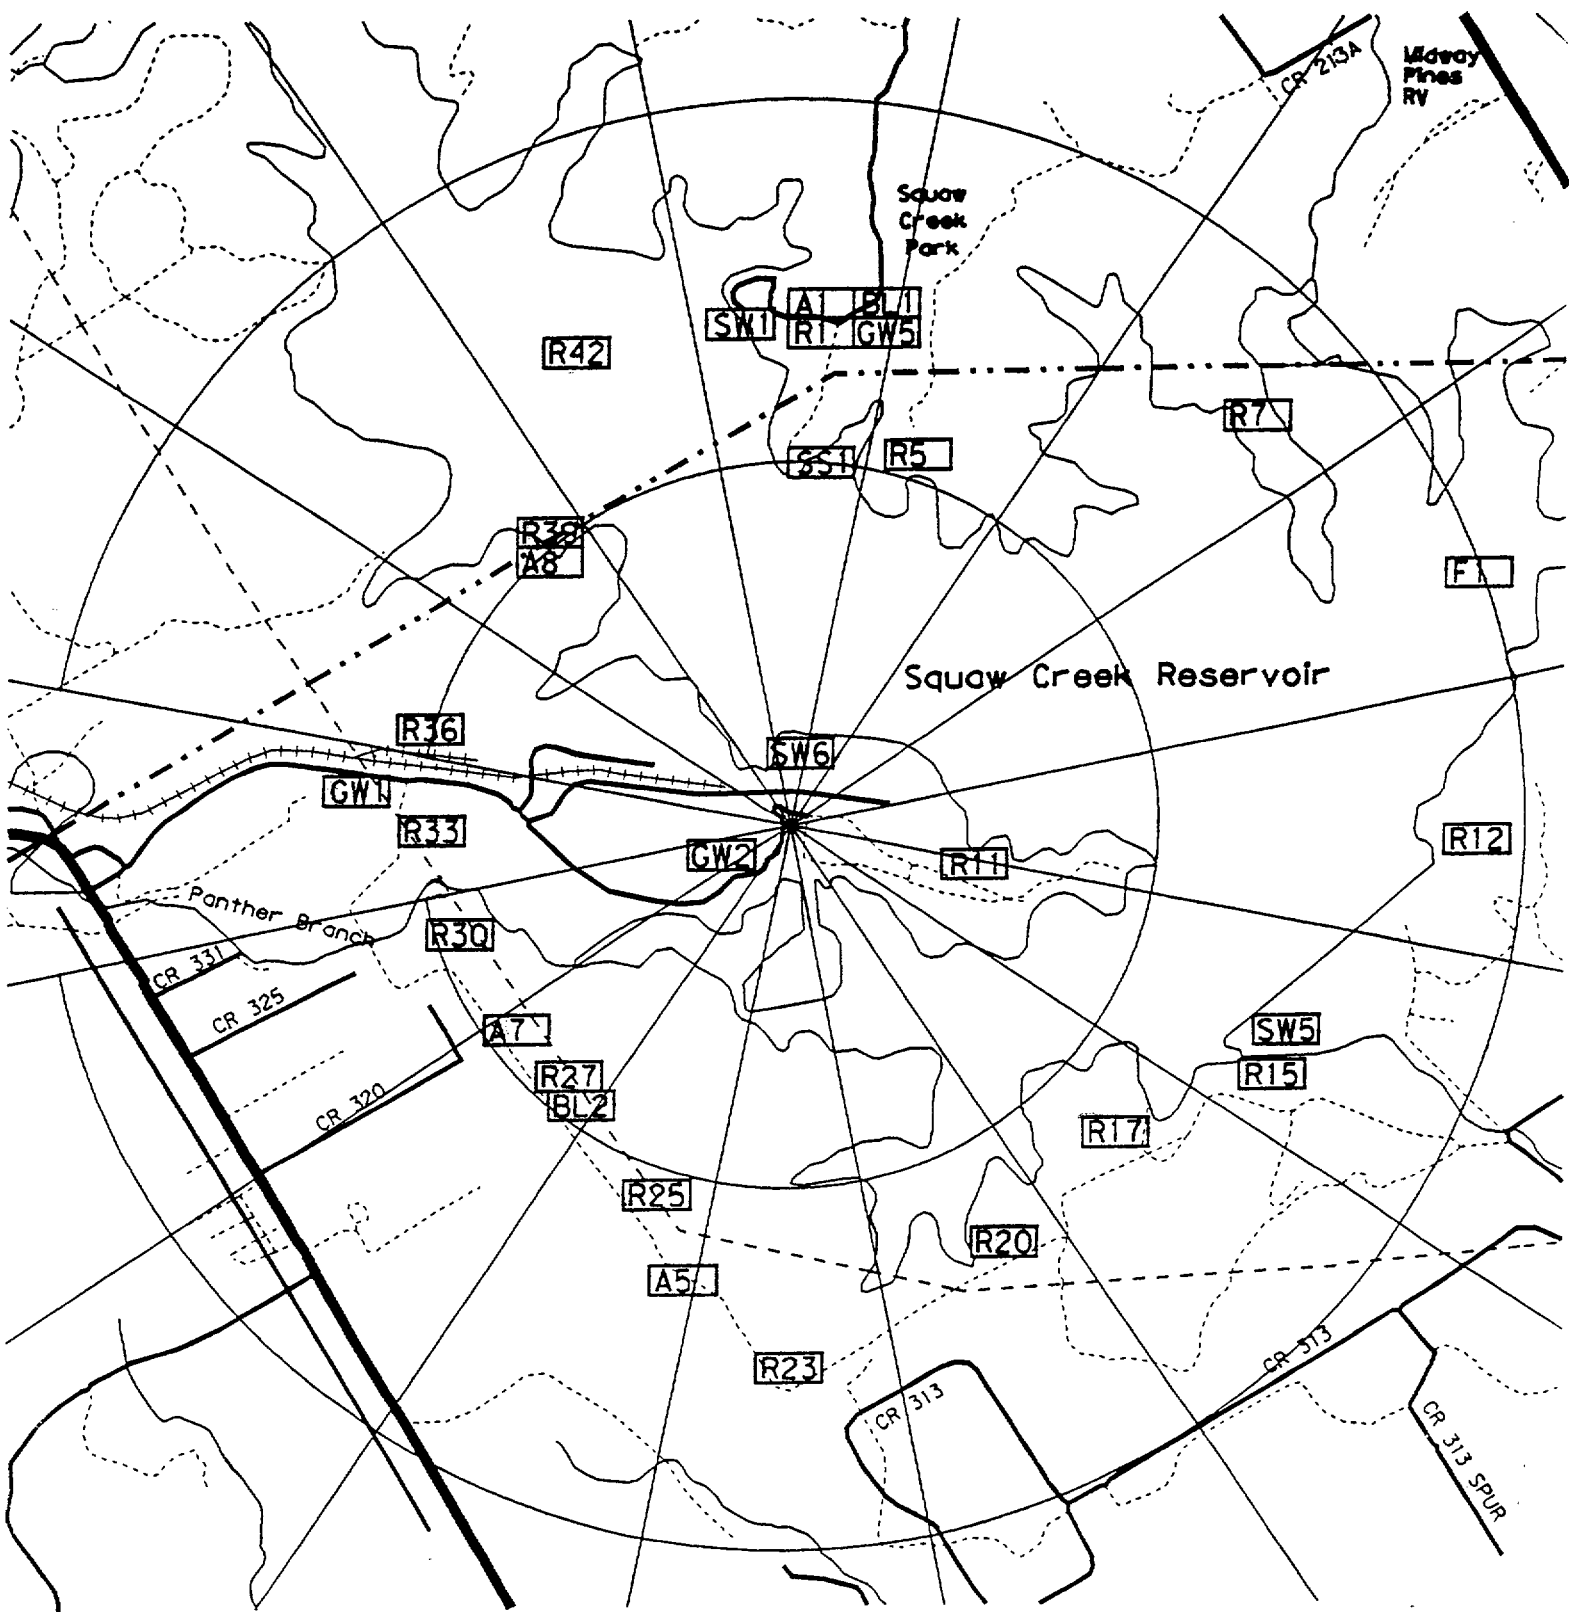 CR 213A
Midway
Pines
RV
Squaw
Creek
Park
A1
BL1
SW1
R1
GW5
R42
R7
R5
SS1
R38
A8
F1
Squaw Creek Reservoir
R36
SW6
GW1
R33
R12
GW2
R11
Panther Branch
R30
CR 331
CR 325
A7
SW5
R27
R15
BL2
CR 320
R17
R25
R20
A5
CR 313
R23
CR 313
CR 313 SPUR